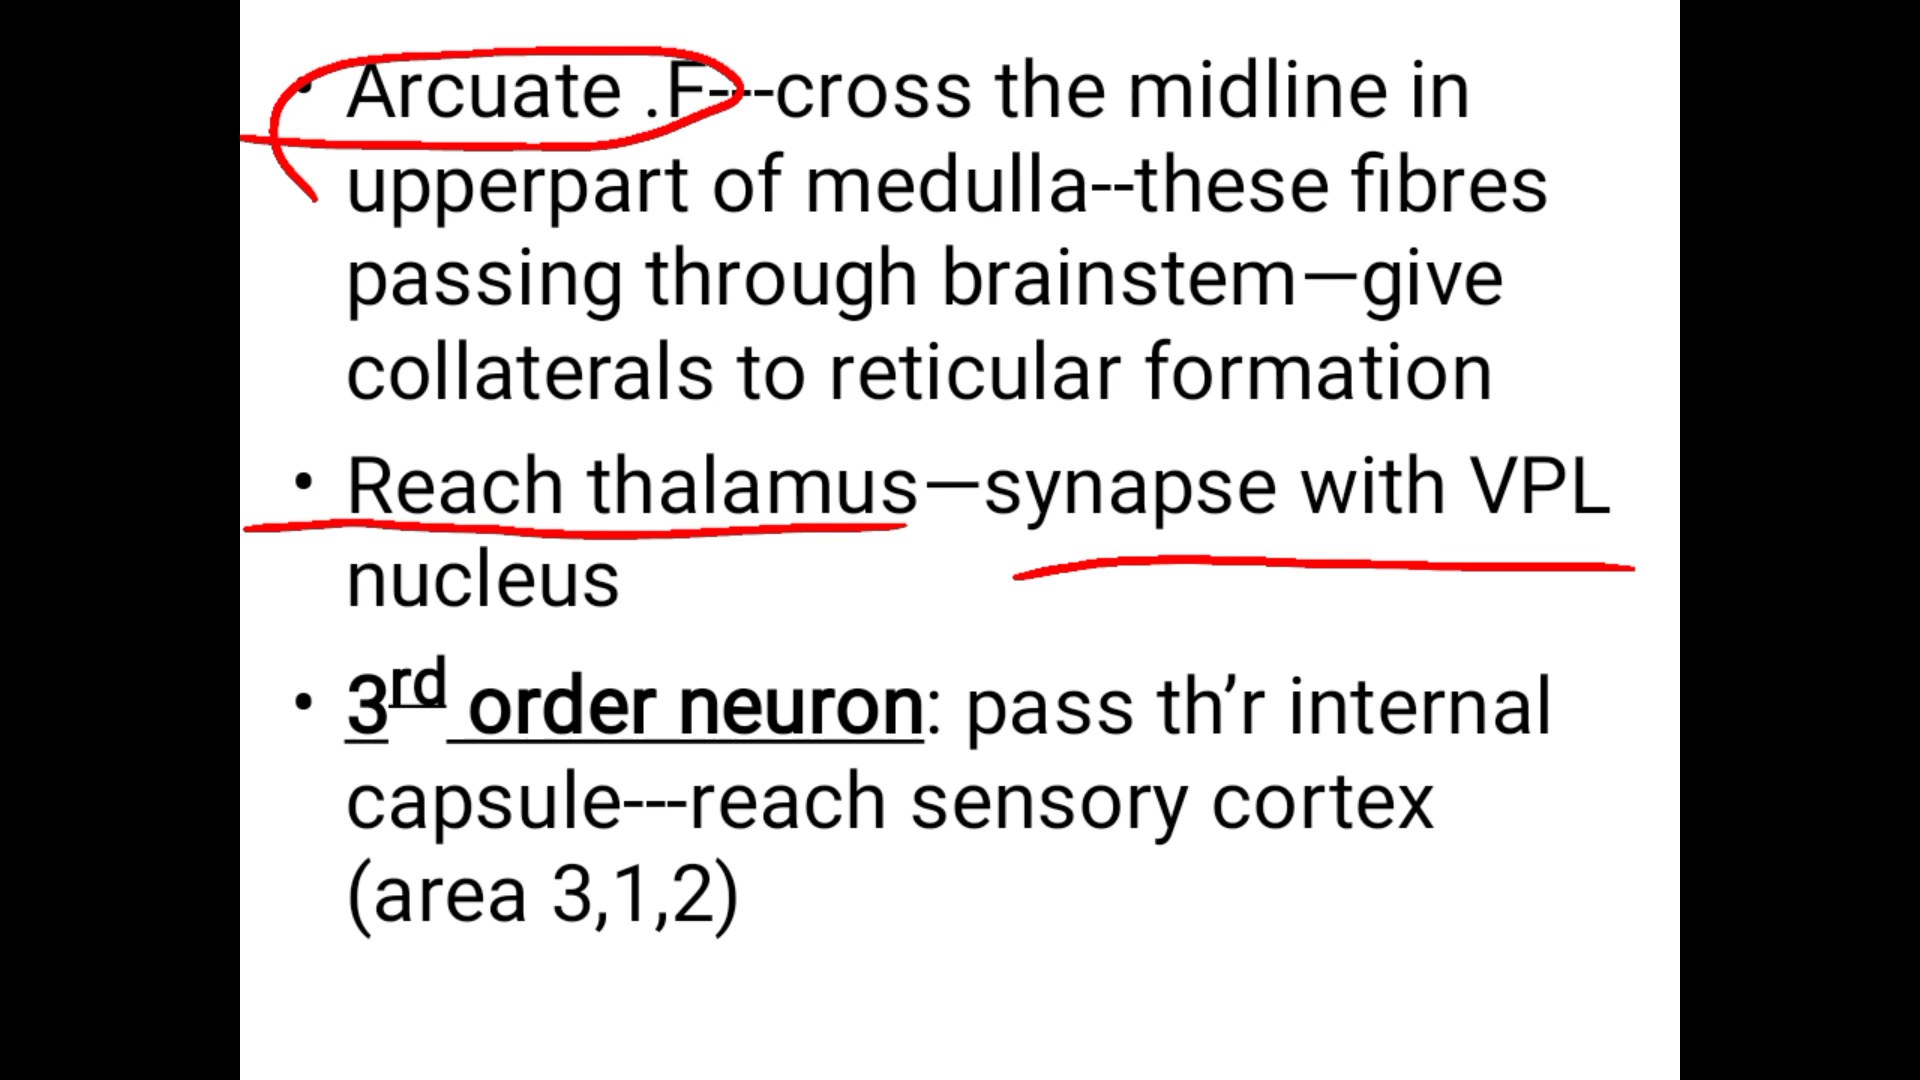 • Arcuate .F---cross the midline in
upperpart of medulla--these fibres
passing through brainstem—give
collaterals to reticular formation
• Reach thalamus—synapse with VPL
nucleus
• 3rd order neuron: pass th’r internal
capsule---reach sensory cortex
(area 3,1,2)